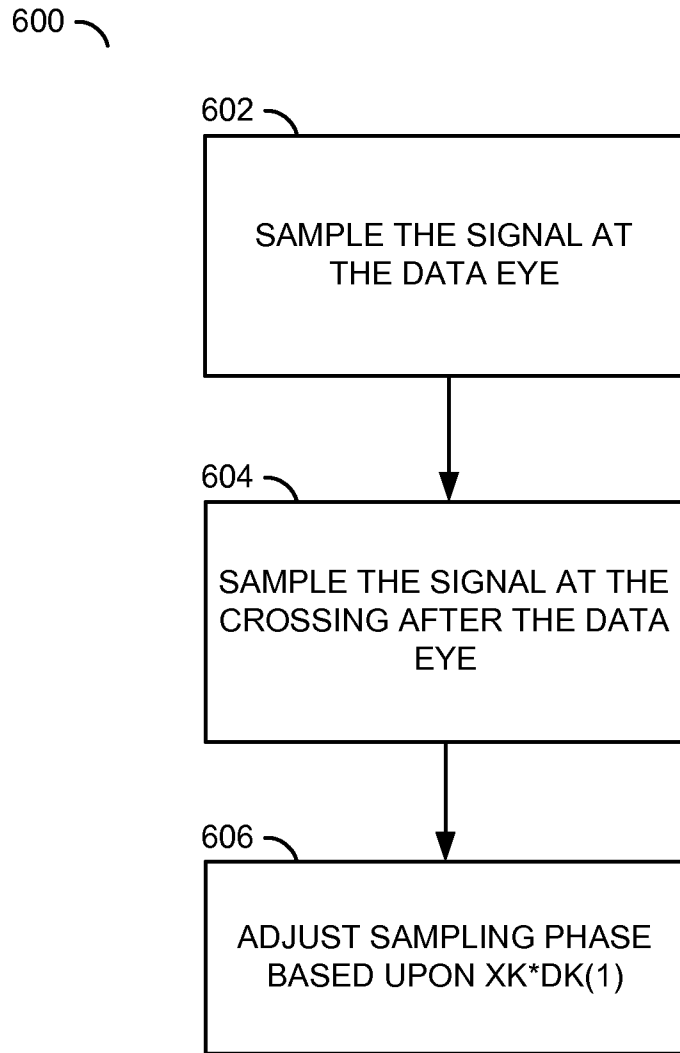 600
602
SAMPLE THE SIGNAL AT
THE DATA EYE
604
SAMPLE THE SIGNAL AT THE
CROSSING AFTER THE DATA
EYE
606
ADJUST SAMPLING PHASE
BASED UPON XK*DK(1)